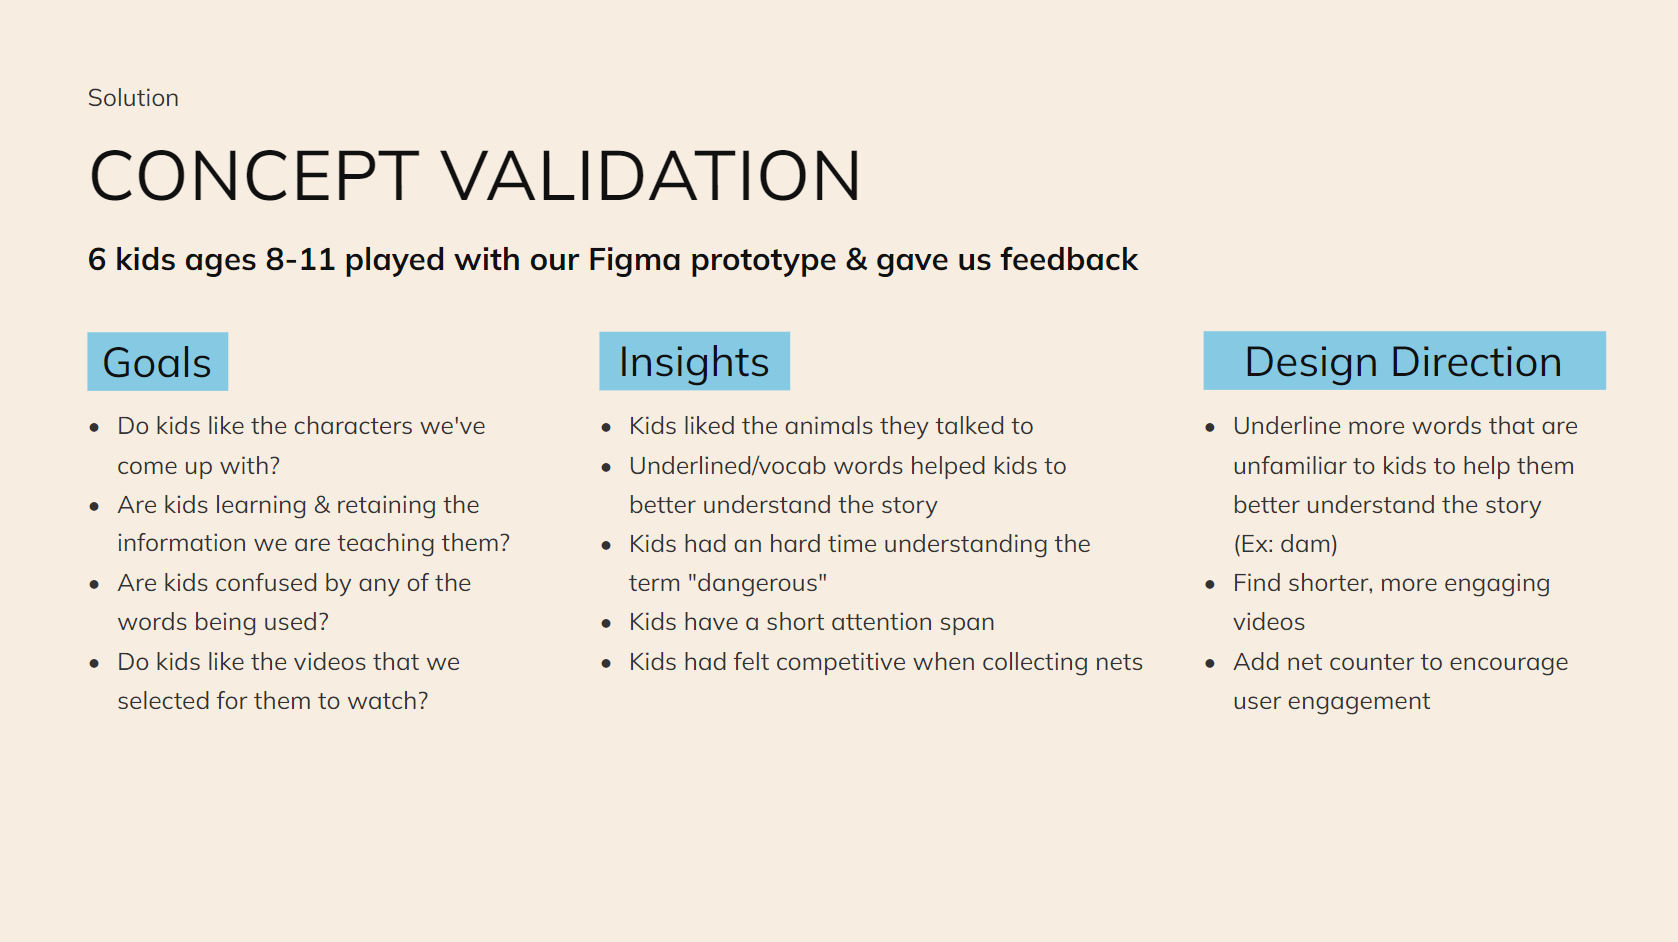 Solution
CONCEPT VALIDATION
6 kids ages 8-11 played with our Figma prototype & gave us feedback
Goals
• Do kids like the characters we've
come up with?
• Are kids learning & retaining the
information we are teaching them?
• Are kids confused by any of the
words being used?
• Do kids like the videos that we
selected for them to watch?
Insights
• Kids liked the animals they talked to
• Underlined/vocab words helped kids to
better understand the story
• Kids had an hard time understanding the
term "dangerous"
• Kids have a short attention span
• Kids had felt competitive when collecting nets
Design Direction
• Underline more words that are
unfamiliar to kids to help them
better understand the story
(Ex: dam)
• Find shorter, more engaging
videos
• Add net counter to encourage
user engagement